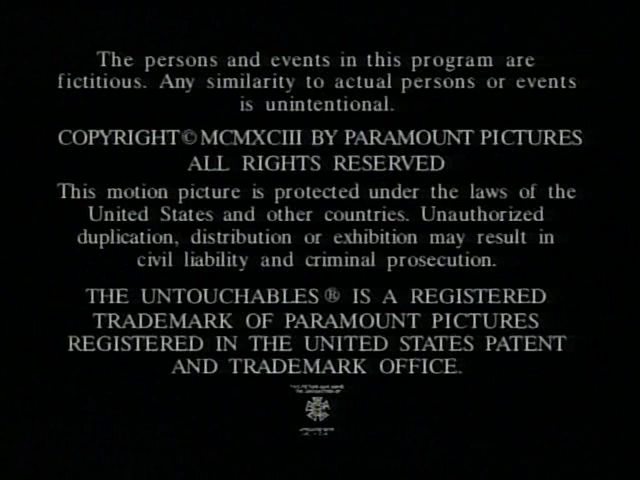 The persons and events in this program are
fictitious. Any similarity to actual persons or events
is unintentional.
COPYRIGHT © MCMXCIII BY PARAMOUNT PICTURES
ALL RIGHTS RESERVED
This motion picture is protected under the laws of the
United States and other countries. Unauthorized
duplication, distribution or exhibition may result in
civil liability and criminal prosecution.
THE UNTOUCHABLES ® IS A REGISTERED
TRADEMARK OF PARAMOUNT PICTURES
REGISTERED IN THE UNITED STATES PATENT
AND TRADEMARK OFFICE.